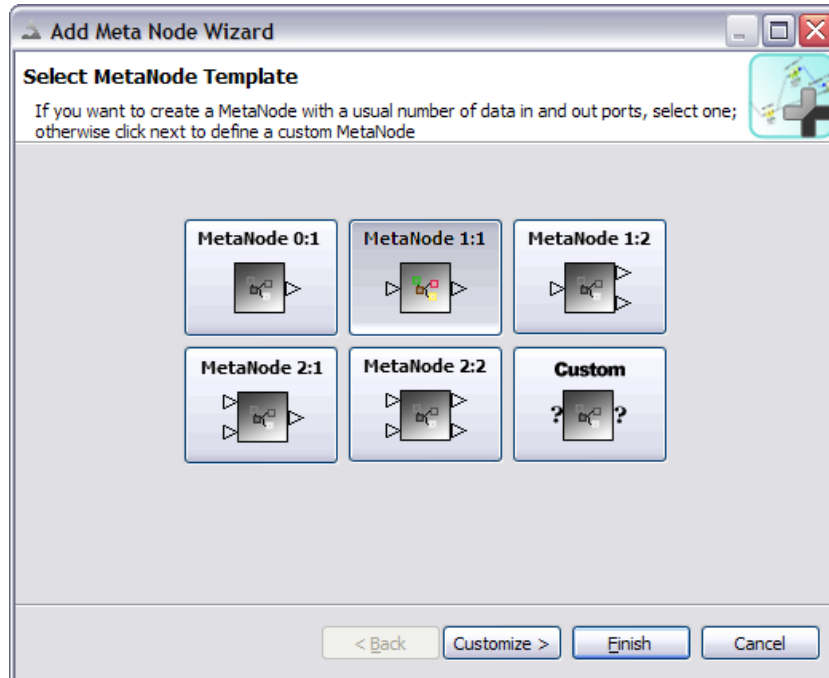 Add Meta Node Wizard
Select MetaNode Template
If you want to create a MetaNode with a usual number of data in and out ports, select one;
otherwise click next to define a custom MetaNode
MetaNode 0:1 MetaNode 1:1 MetaNode 1:2
MetaNode 2:1 MetaNode 2:2 Custom
? ?
< Back Customize > Finish Cancel